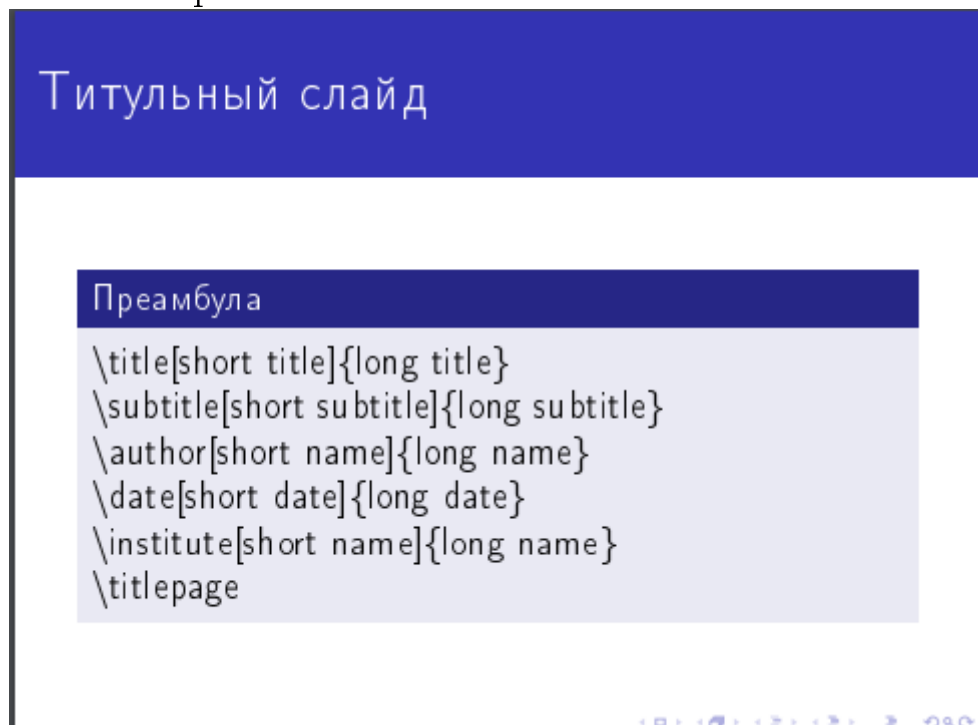 Титульный слайд
Преамбула
\title[short title]{long title}
\subtitle[short subtitle]{long subtitle}
\author[short name]{long name}
\date[short date]{long date}
\institute[short name]{long name}
\titlepage